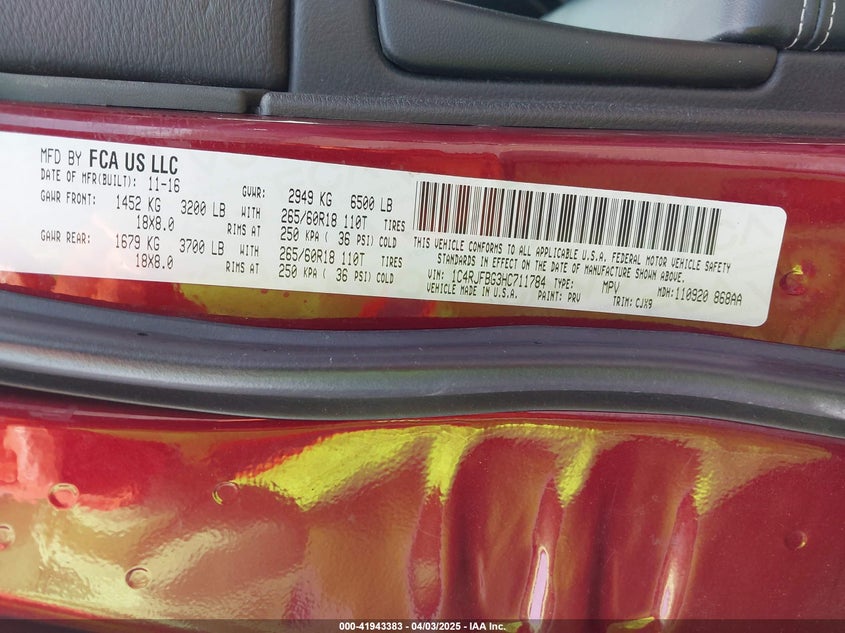 MFD BY FCA US LLC
DATE OF MFR(BUILT): 11-16 GVWR: 2949 KG 6500 LB
GAWR FRONT: 1452 KG 3200 LB WITH 265/60R18 110T TIRES
18X8.0 RIMS AT 250 KPA ( 36 PSI) COLD
GAWR REAR: 1679 KG 3700 LB WITH 265/60R18 110T TIRES
18X8.0 RIMS AT 250 KPA ( 36 PSI) COLD
THIS VEHICLE CONFORMS TO ALL APPLICABLE U.S.A. FEDERAL MOTOR VEHICLE SAFETY
STANDARDS IN EFFECT ON THE DATE OF MANUFACTURE SHOWN ABOVE.
VIN: 1C4RJFBG3HC711784 TYPE: MPV MDH: 110920 868AA
VEHICLE MADE IN U.S.A. PAINT: PRV TRIM: CJX9
000-41943383 - 04/03/2025 - IAA Inc.